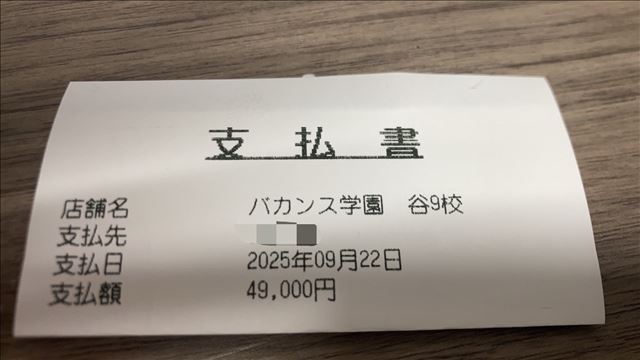 支払書
店舗名 バカンス学園 谷9校
支払先
支払日 2025年09月22日
支払額 49,000円